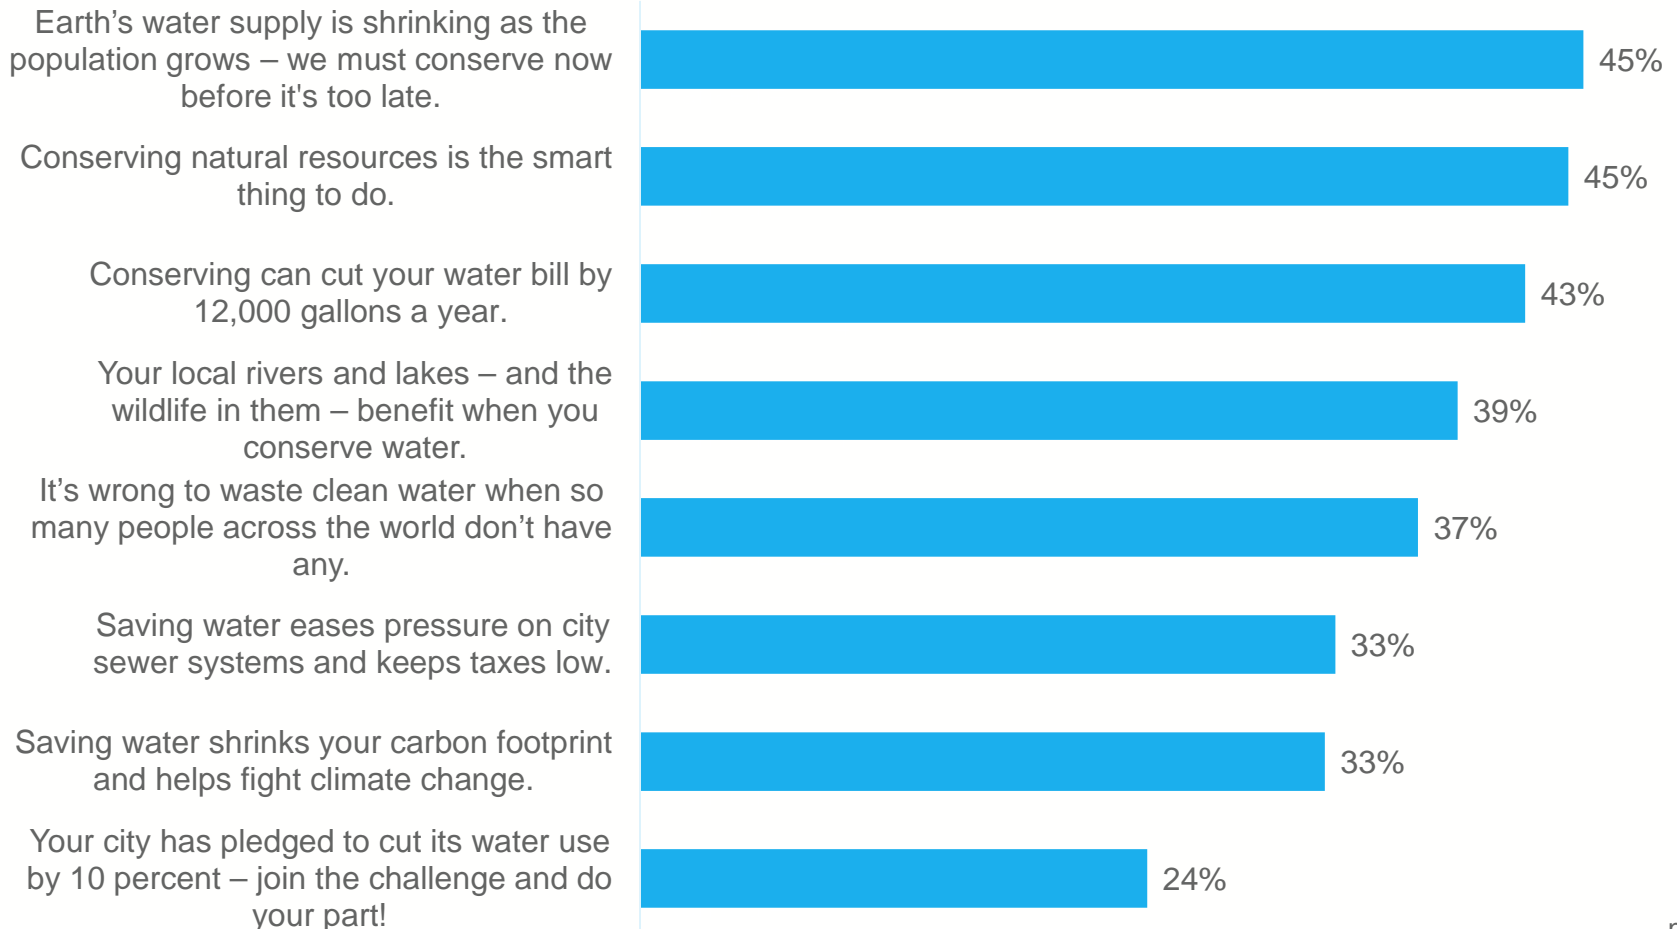 Earth’s water supply is shrinking as the
population grows – we must conserve now
before it's too late.
45%
Conserving natural resources is the smart
thing to do.
45%
Conserving can cut your water bill by
12,000 gallons a year.
43%
Your local rivers and lakes – and the
wildlife in them – benefit when you
conserve water.
39%
It’s wrong to waste clean water when so
many people across the world don’t have
any.
37%
Saving water eases pressure on city
sewer systems and keeps taxes low.
33%
Saving water shrinks your carbon footprint
and helps fight climate change.
33%
Your city has pledged to cut its water use
by 10 percent – join the challenge and do
your part!
24%